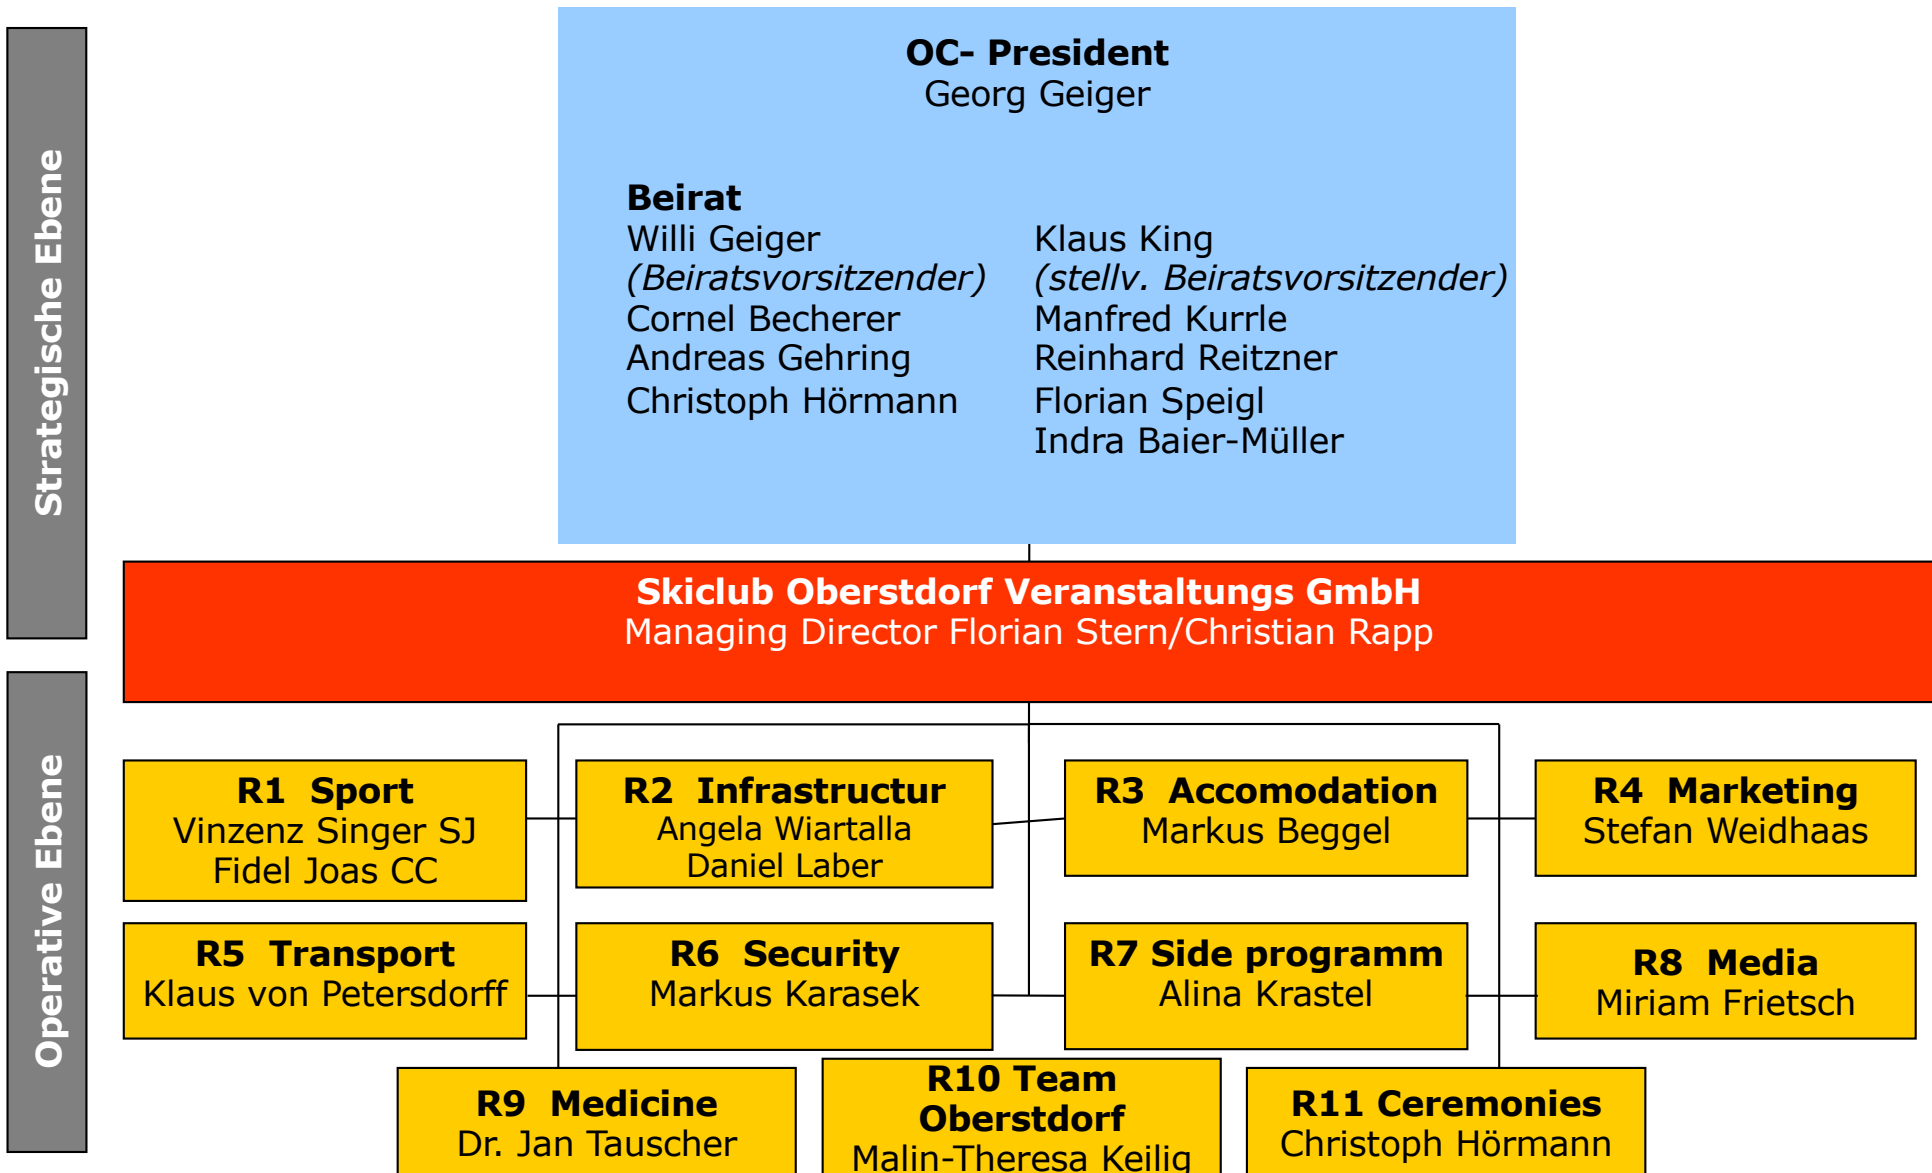 Strategische Ebene
OC- President
Georg Geiger
Beirat
Willi Geiger
(Beiratsvorsitzender)
Cornel Becherer
Andreas Gehring
Christoph Hörmann
Klaus King
(stellv. Beiratsvorsitzender)
Manfred Kurrle
Reinhard Reitzner
Florian Speigl
Indra Baier-Müller
Skiclub Oberstdorf Veranstaltungs GmbH
Managing Director Florian Stern/Christian Rapp
Operative Ebene
R1 Sport
Vinzenz Singer SJ
Fidel Joas CC
R2 Infrastructur
Angela Wiartalla
Daniel Laber
R3 Accomodation
Markus Beggel
R4 Marketing
Stefan Weidhaas
R5 Transport
Klaus von Petersdorff
R6 Security
Markus Karasek
R7 Side programm
Alina Krastel
R8 Media
Miriam Frietsch
R9 Medicine
Dr. Jan Tauscher
R10 Team
Oberstdorf
Malin-Theresa Keilig
R11 Ceremonies
Christoph Hörmann